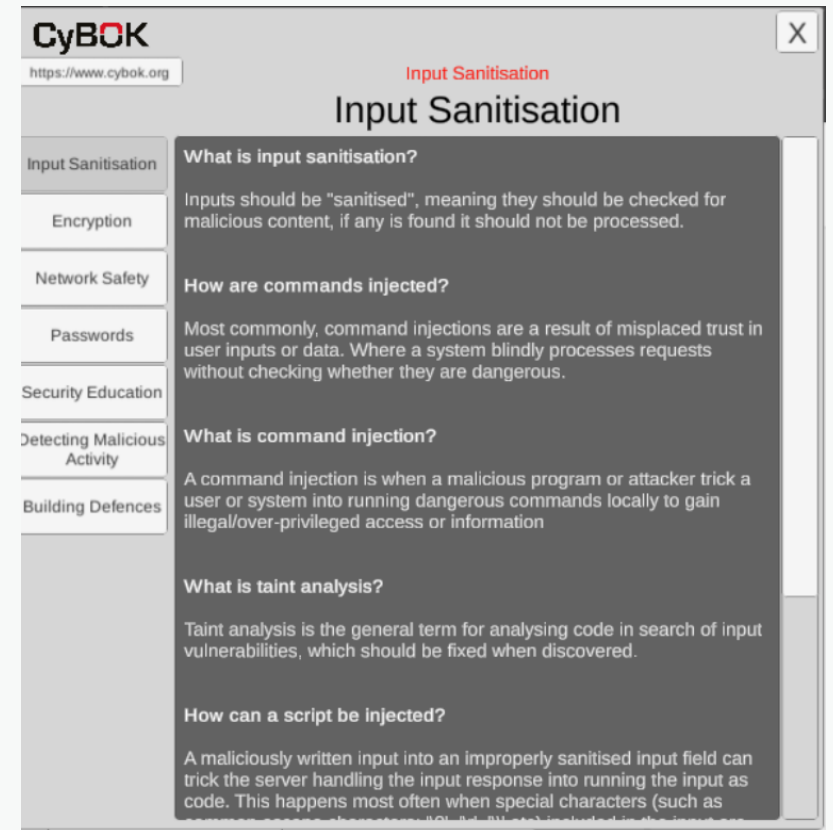 CyBOK
X
https://www.cybok.org
Input Sanitisation
Input Sanitisation
Input Sanitisation
Encryption
Network Safety
Passwords
Security Education
Detecting Malicious
Activity
Building Defences
What is input sanitisation?
Inputs should be "sanitised", meaning they should be checked for
malicious content, if any is found it should not be processed.
How are commands injected?
Most commonly, command injections are a result of misplaced trust in
user inputs or data. Where a system blindly processes requests
without checking whether they are dangerous.
What is command injection?
A command injection is when a malicious program or attacker trick a
user or system into running dangerous commands locally to gain
illegal/over-privileged access or information
What is taint analysis?
Taint analysis is the general term for analysing code in search of input
vulnerabilities, which should be fixed when discovered.
How can a script be injected?
A maliciously written input into an improperly sanitised input field can
trick the server handling the input response into running the input as
code. This happens most often when special characters (such as